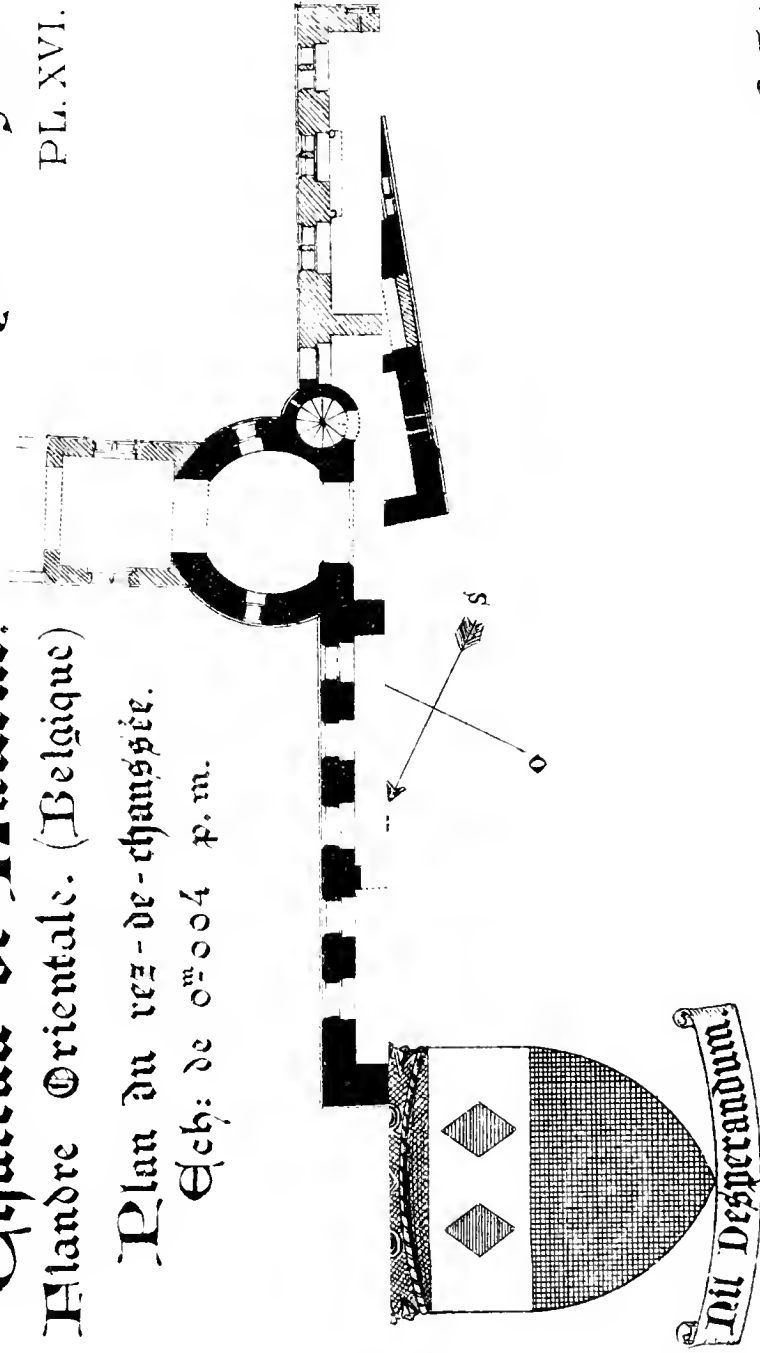 PL. XVI.
Flandre Orientale. (Belgique)
Plan du rez-de-chaussée.
Ech: de 0ᵐ004 p.m.
S
O
Nil Desperandum.